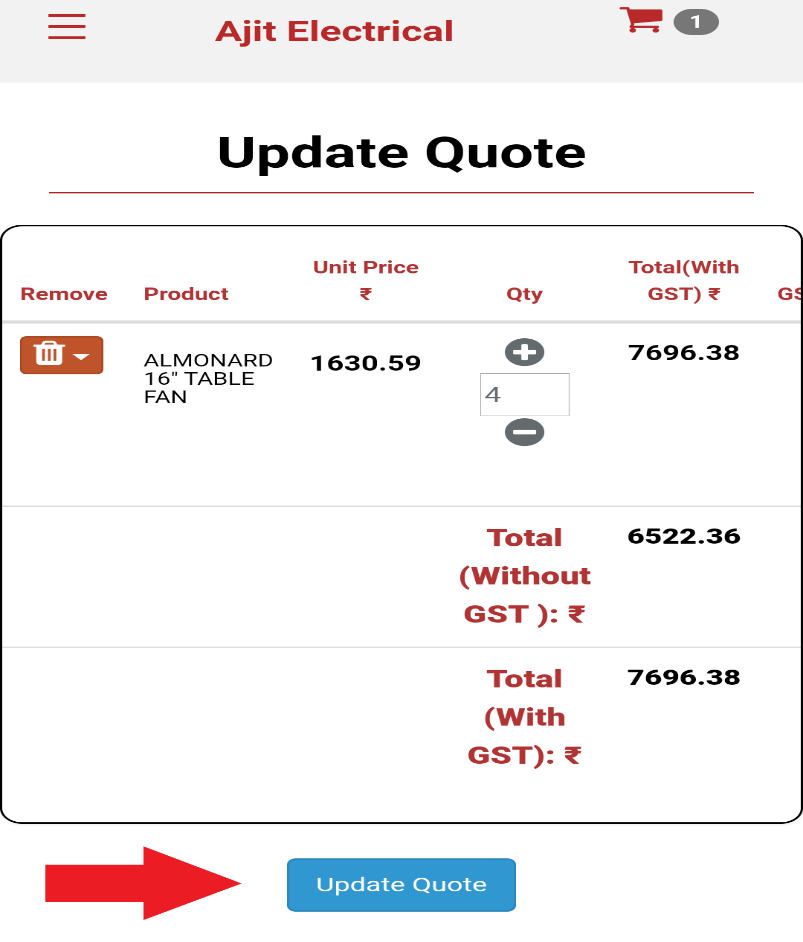 Ajit Electrical
1
Update Quote
Unit Price
Total(With
Remove Product ₹ Qty GST) ₹ GS
ALMONARD
16" TABLE
FAN
1630.59
4
7696.38
Total
(Without
GST ): ₹
6522.36
Total
(With
GST): ₹
7696.38
Update Quote